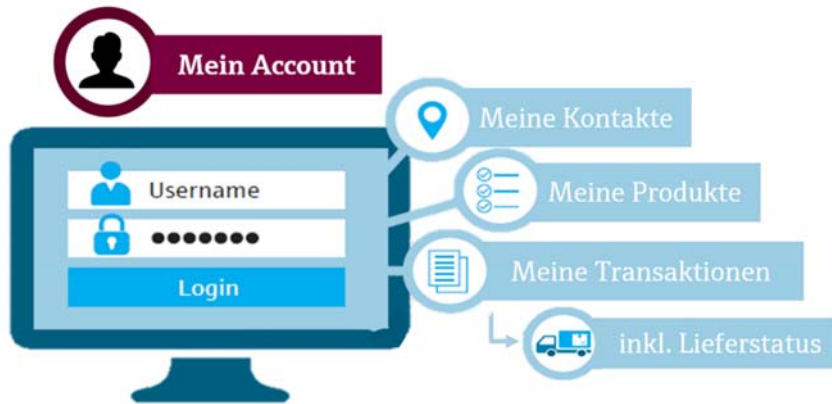 Mein Account
Meine Kontakte
Username
Meine Produkte
●●●●●●●
Meine Transaktionen
Login
inkl. Lieferstatus